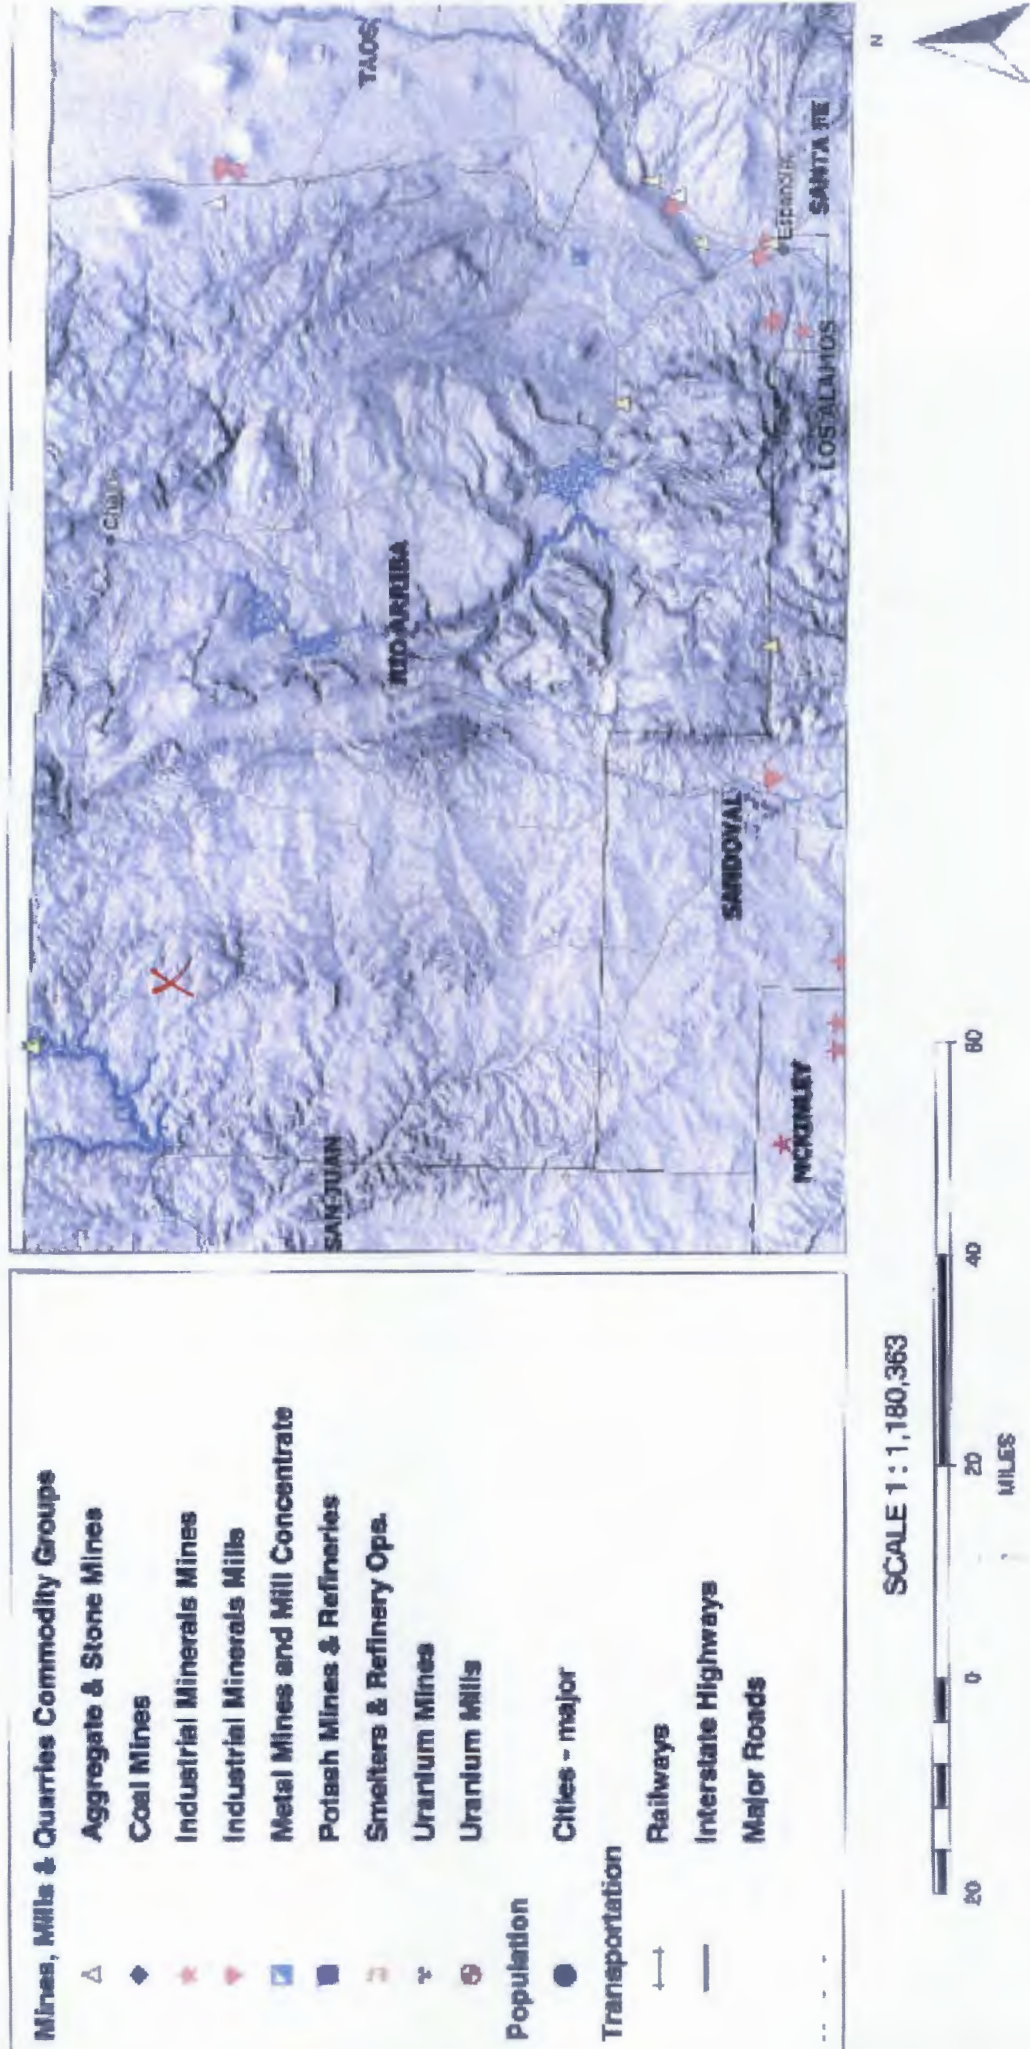 Mines, Mills & Quarries Commodity Groups
Aggregate & Stone Mines
Coal Mines
Industrial Minerals Mines
Industrial Minerals Mills
Metal Mines and Mill Concentrate
Potash Mines & Refineries
Smelters & Refinery Ops.
Uranium Mines
Uranium Mills
Population
Cities - major
Transportation
Railways
Interstate Highways
Major Roads
SAN JUAN
RIO ARRIBA
TAOS
Chama
MCKINLEY
SANDOVAL
LOS ALAMOS
Espanola
SANTA FE
SCALE 1 : 1,180,363
20 0 20 40 60
MILES
N